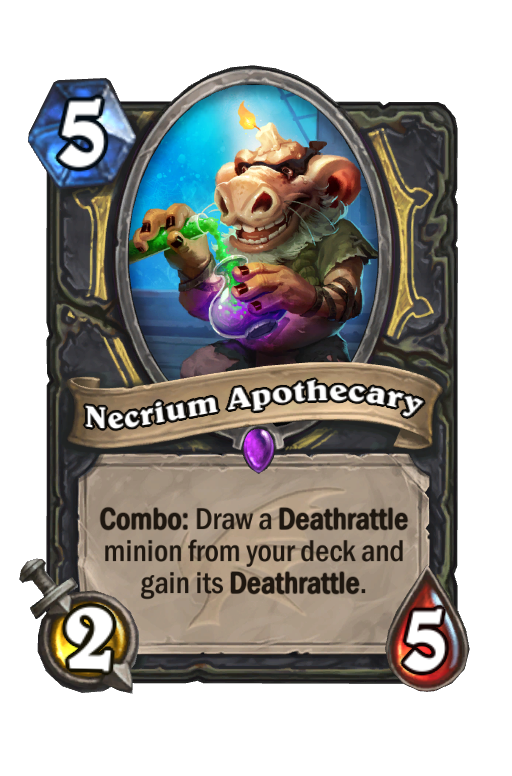 5
Necrium Apothecary
Combo: Draw a Deathrattle
minion from your deck and
gain its Deathrattle.
2
5